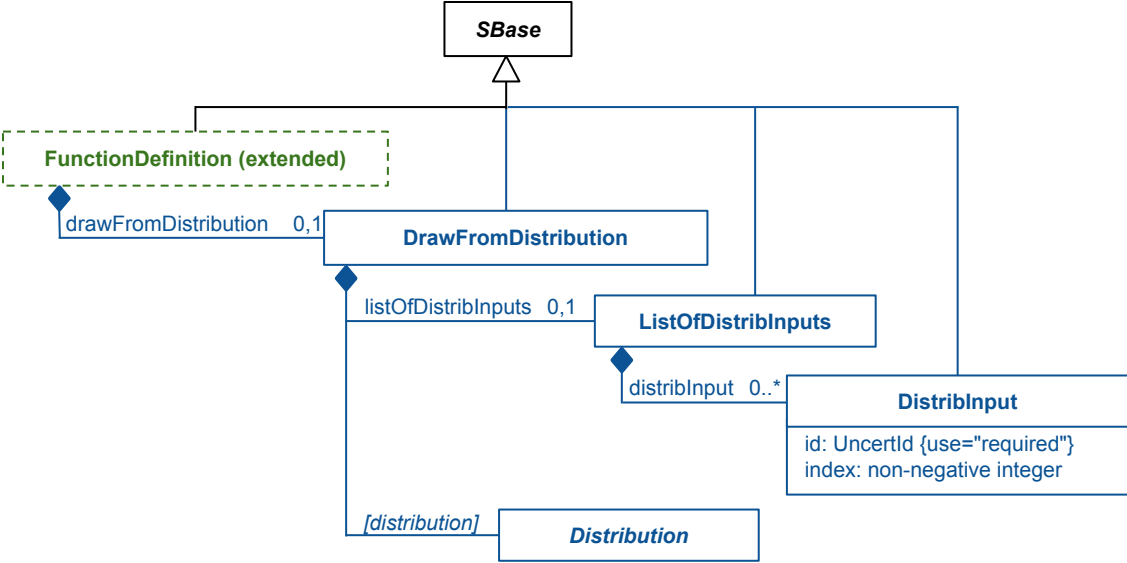 SBase
FunctionDefinition (extended)
drawFromDistribution 0,1
DrawFromDistribution
listOfDistribInputs 0,1
ListOfDistribInputs
distribInput 0..*
DistribInput
id: UncertId {use="required"}
index: non-negative integer
[distribution]
Distribution